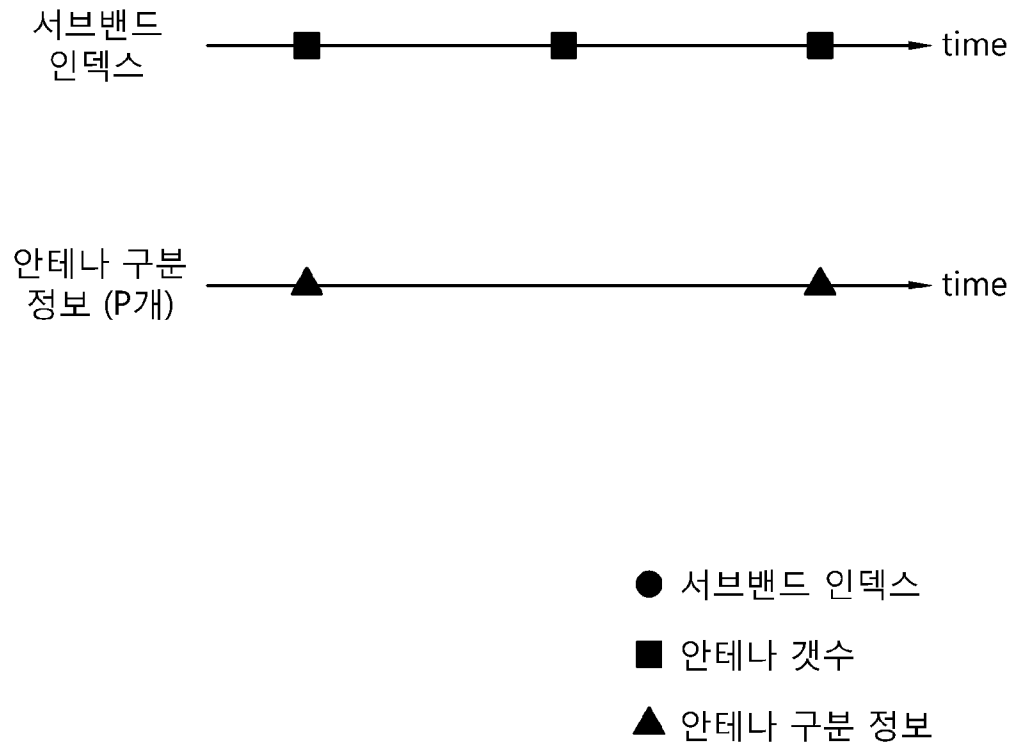 서브밴드
인덱스
time
안테나 구분
정보 (P개)
time
서브밴드 인덱스
안테나 갯수
안테나 구분 정보